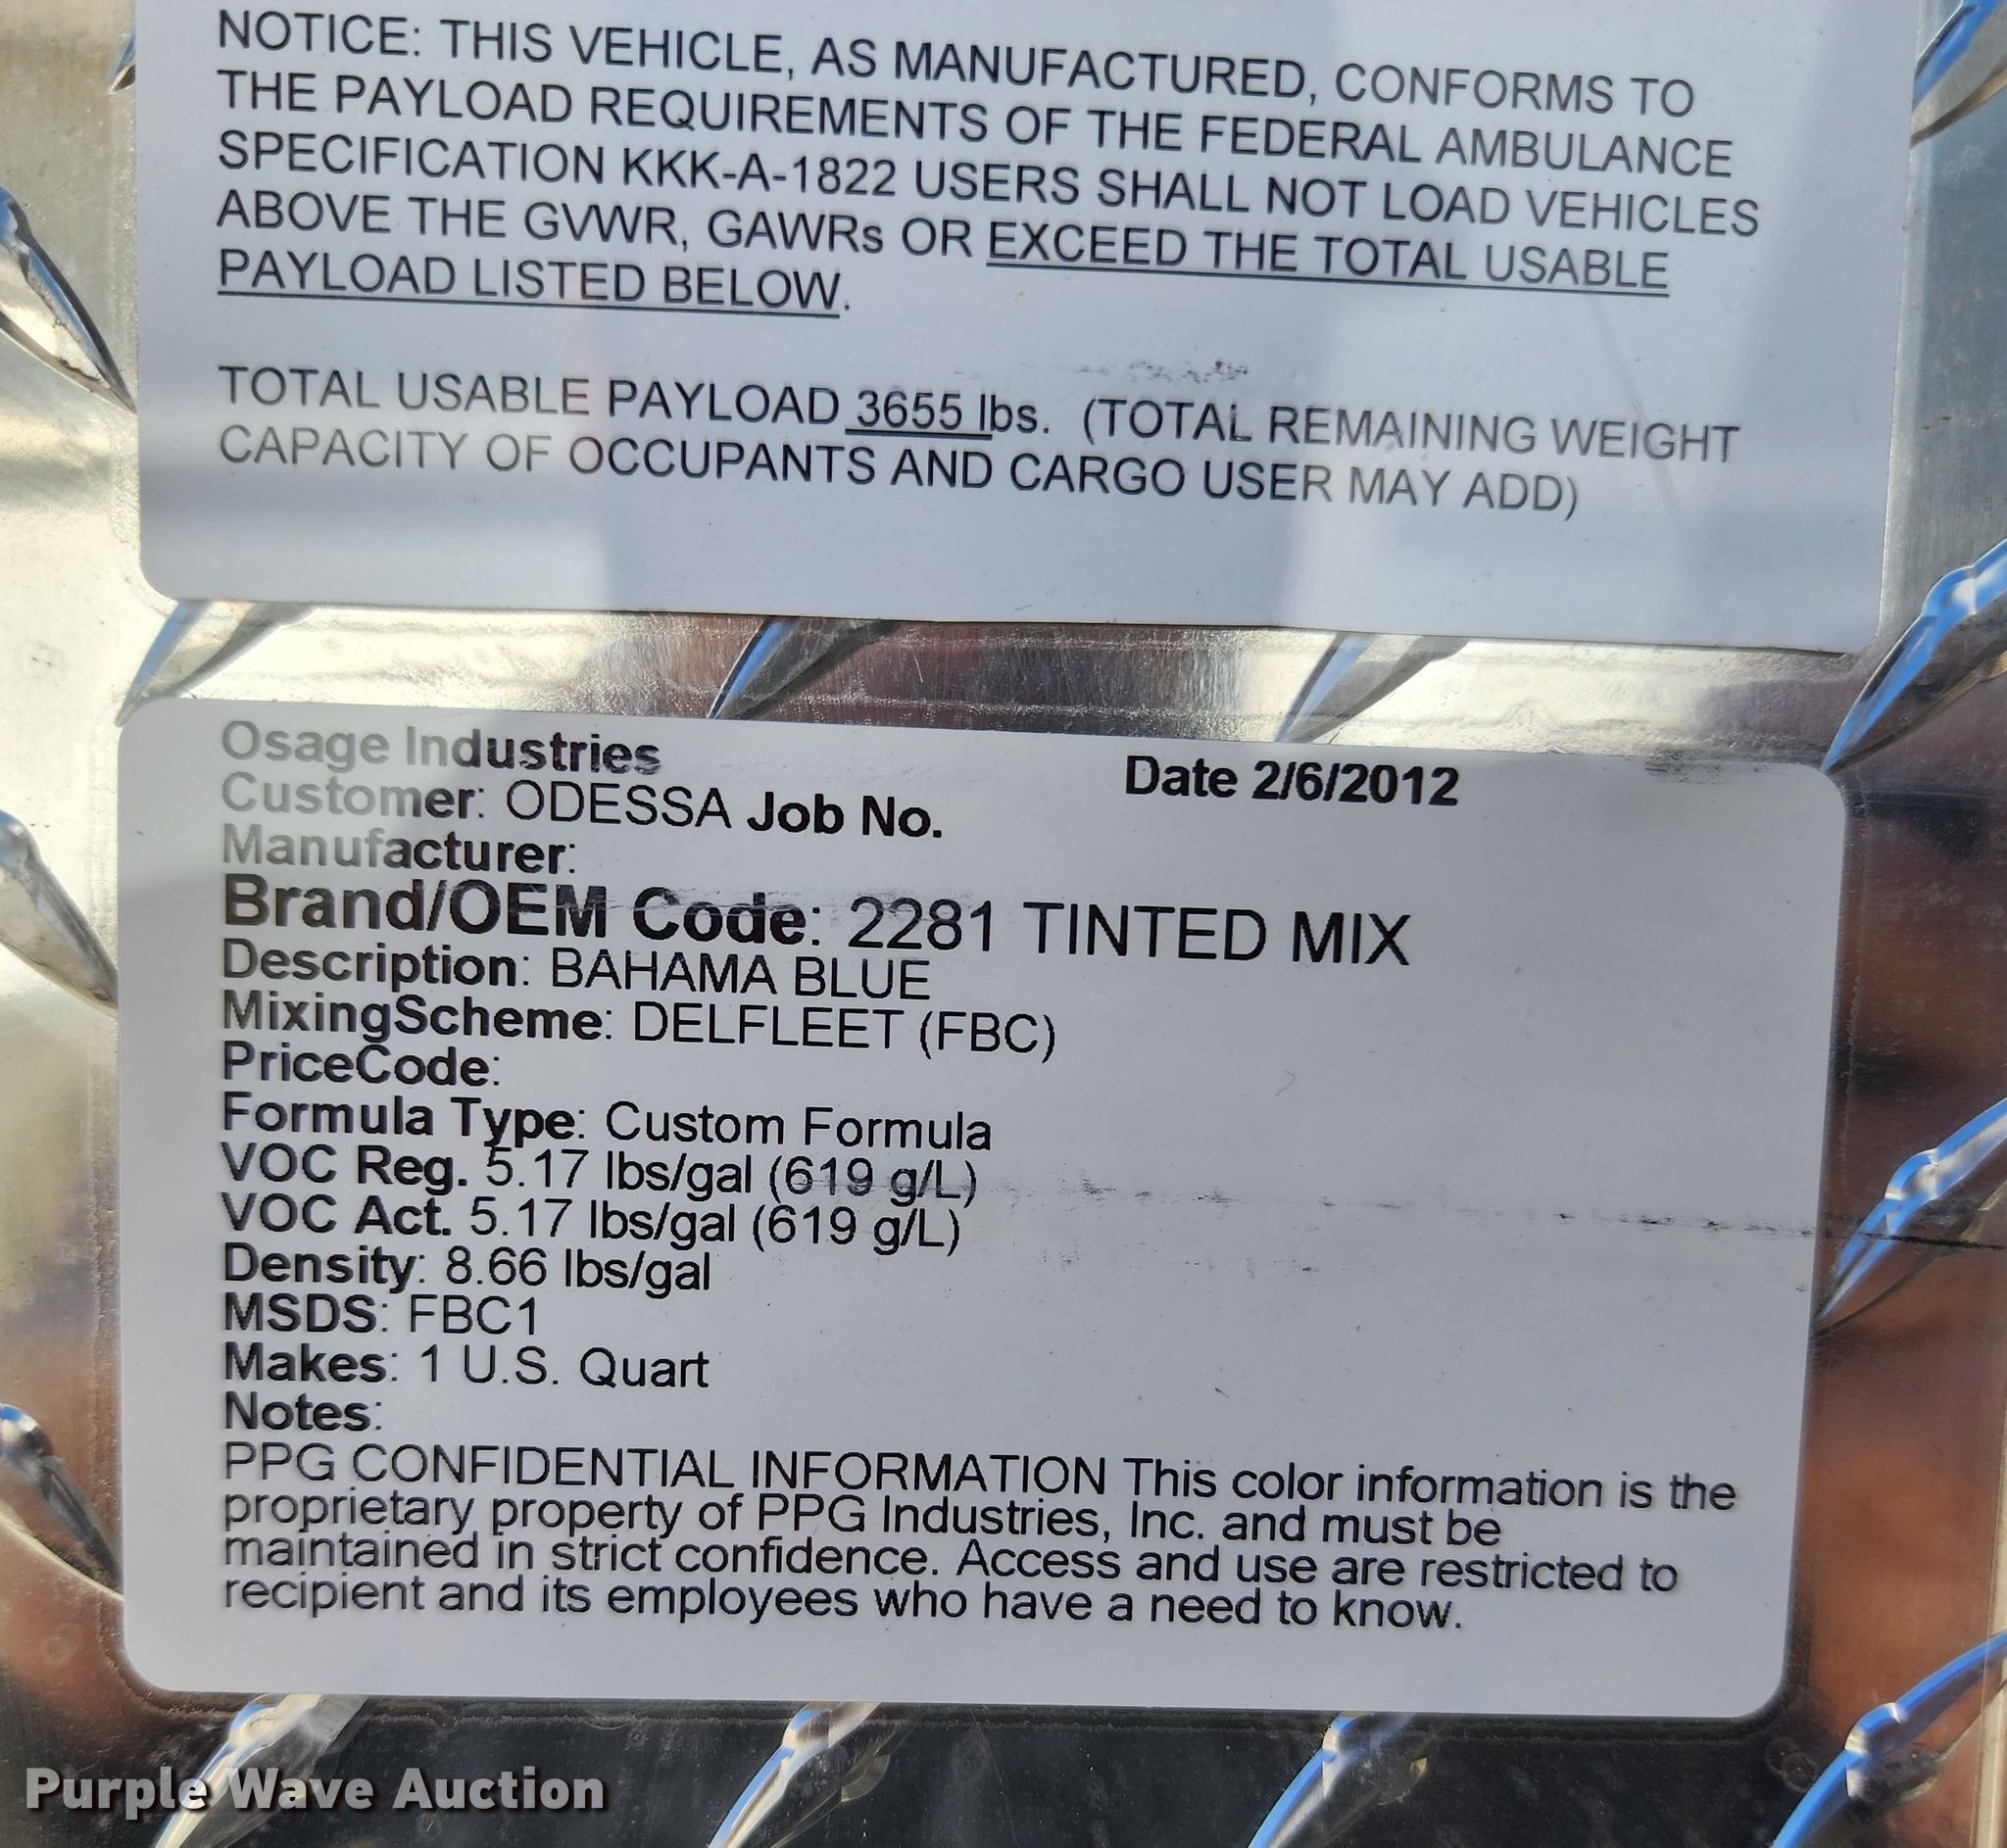 NOTICE: THIS VEHICLE, AS MANUFACTURED, CONFORMS TO
THE PAYLOAD REQUIREMENTS OF THE FEDERAL AMBULANCE
SPECIFICATION KKK-A-1822 USERS SHALL NOT LOAD VEHICLES
ABOVE THE GVWR, GAWRs OR EXCEED THE TOTAL USABLE
PAYLOAD LISTED BELOW.
TOTAL USABLE PAYLOAD 3655 lbs. (TOTAL REMAINING WEIGHT
CAPACITY OF OCCUPANTS AND CARGO USER MAY ADD)
Osage Industries Date 2/6/2012
Customer: ODESSA Job No.
Manufacturer:
Brand/OEM Code: 2281 TINTED MIX
Description: BAHAMA BLUE
MixingScheme: DELFLEET (FBC)
PriceCode:
Formula Type: Custom Formula
VOC Reg. 5.17 lbs/gal (619 g/L)
VOC Act. 5.17 lbs/gal (619 g/L)
Density: 8.66 lbs/gal
MSDS: FBC1
Makes: 1 U.S. Quart
Notes:
PPG CONFIDENTIAL INFORMATION This color information is the
proprietary property of PPG Industries, Inc. and must be
maintained in strict confidence. Access and use are restricted to
recipient and its employees who have a need to know.
Purple Wave Auction